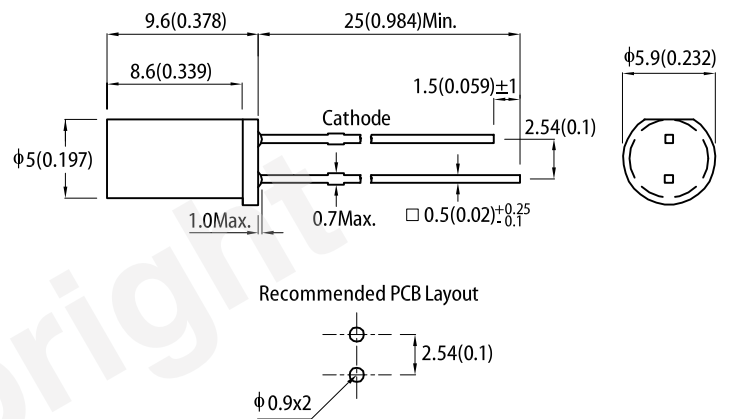 9.6(0.378)
25(0.984)Min.
ϕ5.9(0.232)
8.6(0.339)
1.5(0.059)±1
Cathode
2.54(0.1)
ϕ5(0.197)
1.0Max.
0.7Max.
□ 0.5(0.02)+0.25 -0.1
Recommended PCB Layout
2.54(0.1)
ϕ0.9x2
bright